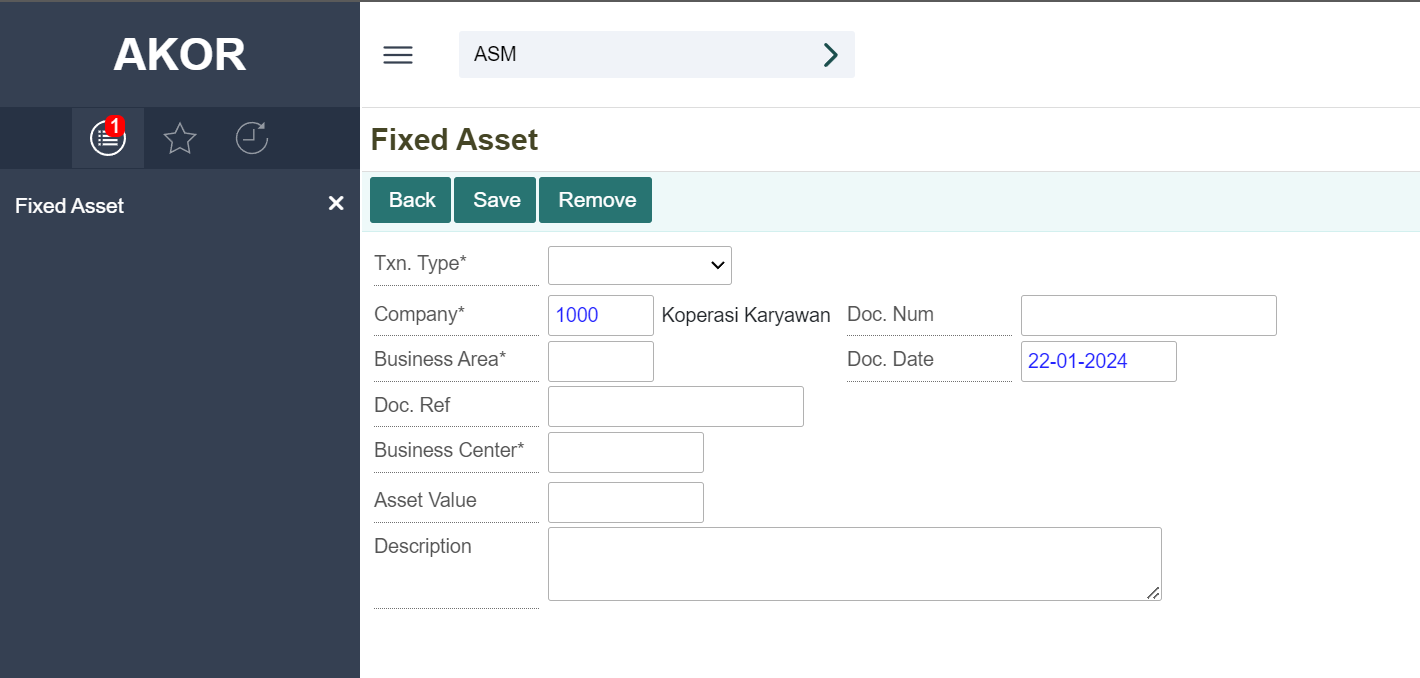 AKOR
ASM
1
Fixed Asset
Fixed Asset
Back Save Remove
Txn. Type*
Company* 1000 Koperasi Karyawan Doc. Num
Business Area* Doc. Date 22-01-2024
Doc. Ref
Business Center*
Asset Value
Description